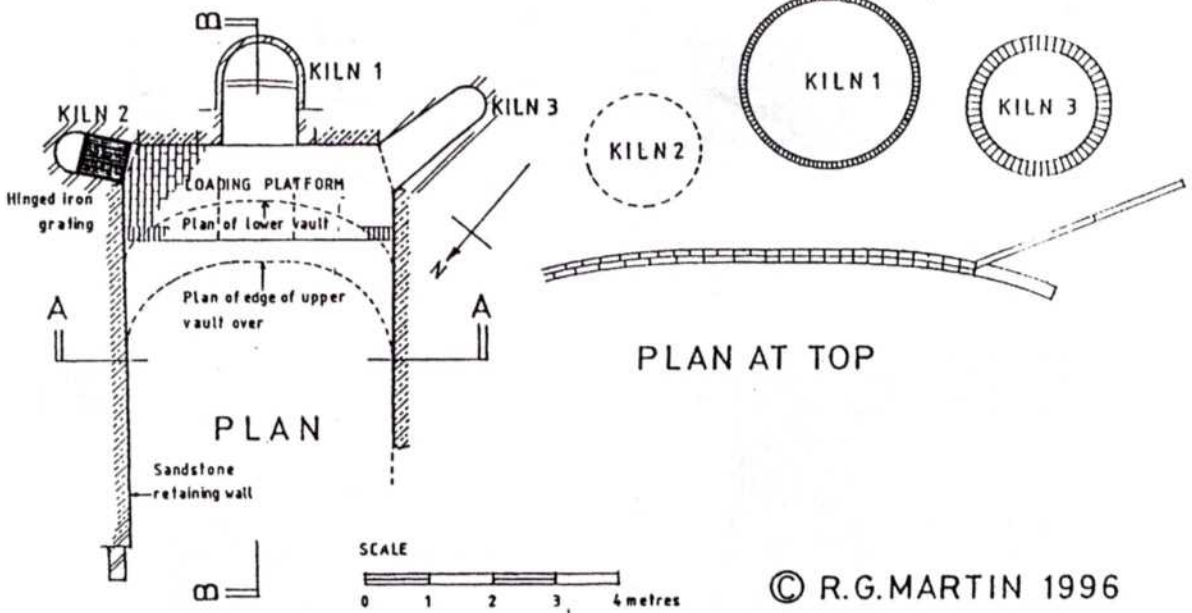 B
KILN 1
KILN 2
KILN 3
Hinged iron
grating
LOADING PLATFORM
Plan of lower vault
N
Plan of edge of upper
vault over
A
A
PLAN
Sandstone
retaining wall
B
KILN 1
KILN 2
KILN 3
PLAN AT TOP
SCALE
0 1 2 3 4 metres
© R.G.MARTIN 1996